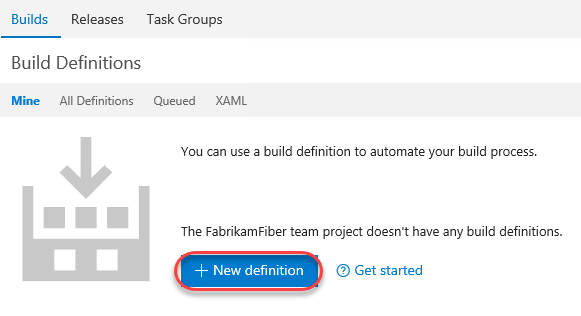 Builds Releases Task Groups
Build Definitions
Mine All Definitions Queued XAML
You can use a build definition to automate your build process.
The FabrikamFiber team project doesn't have any build definitions.
+ New definition ? Get started